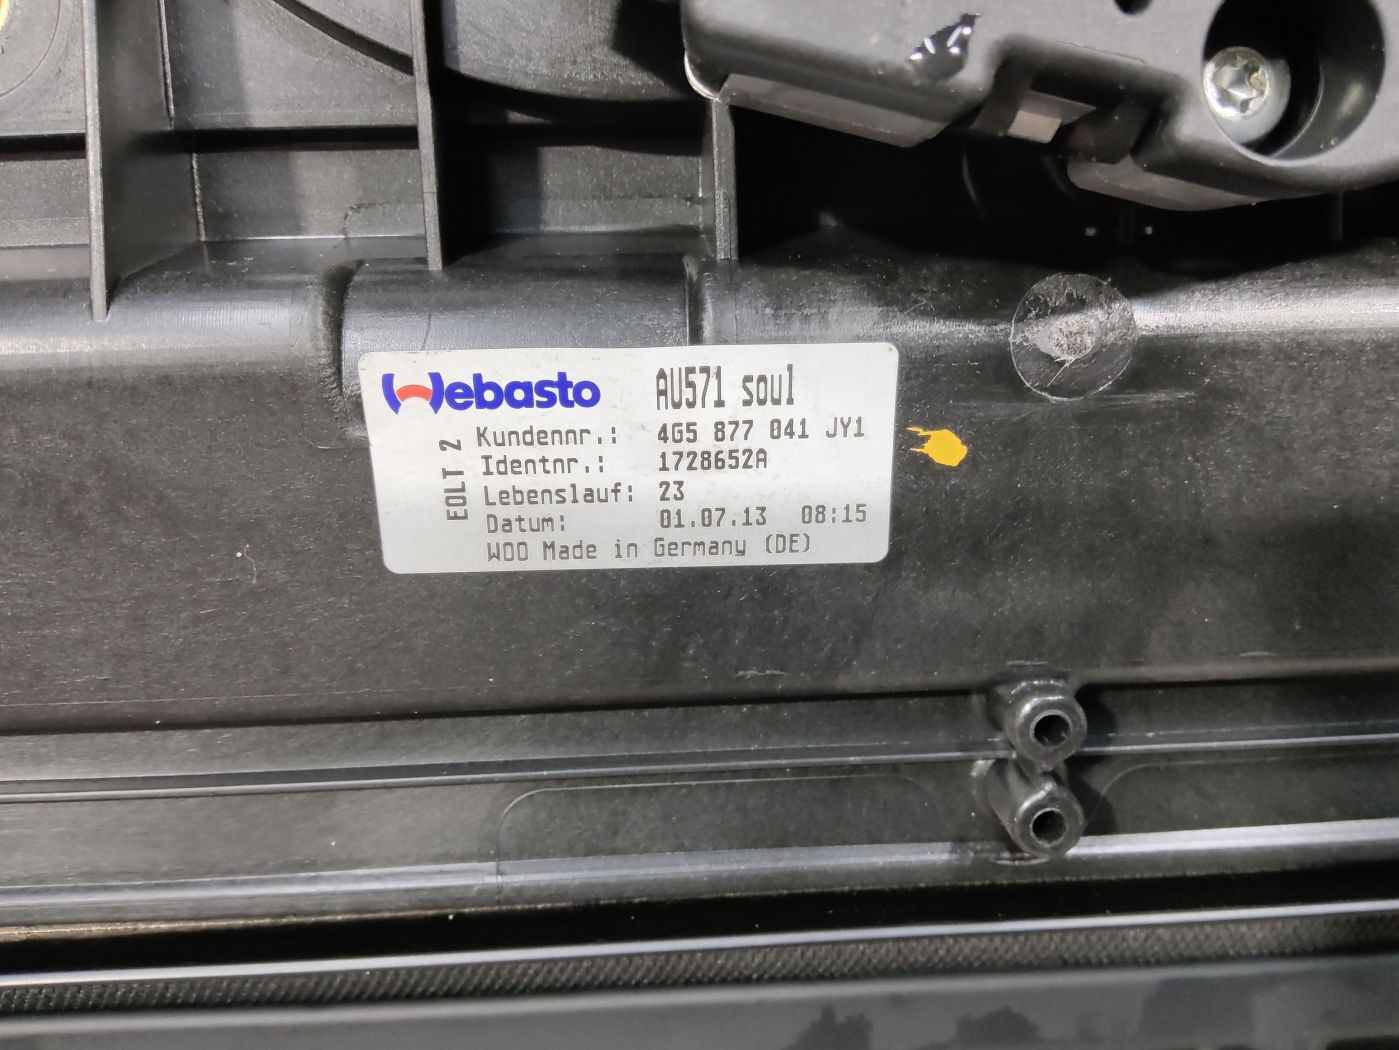 Webasto AU571 soul
EOLT 2
Kundennr.: 4G5 877 041 JY1
Identnr.: 1728652A
Lebenslauf: 23
Datum: 01.07.13 08:15
WOO Made in Germany (DE)